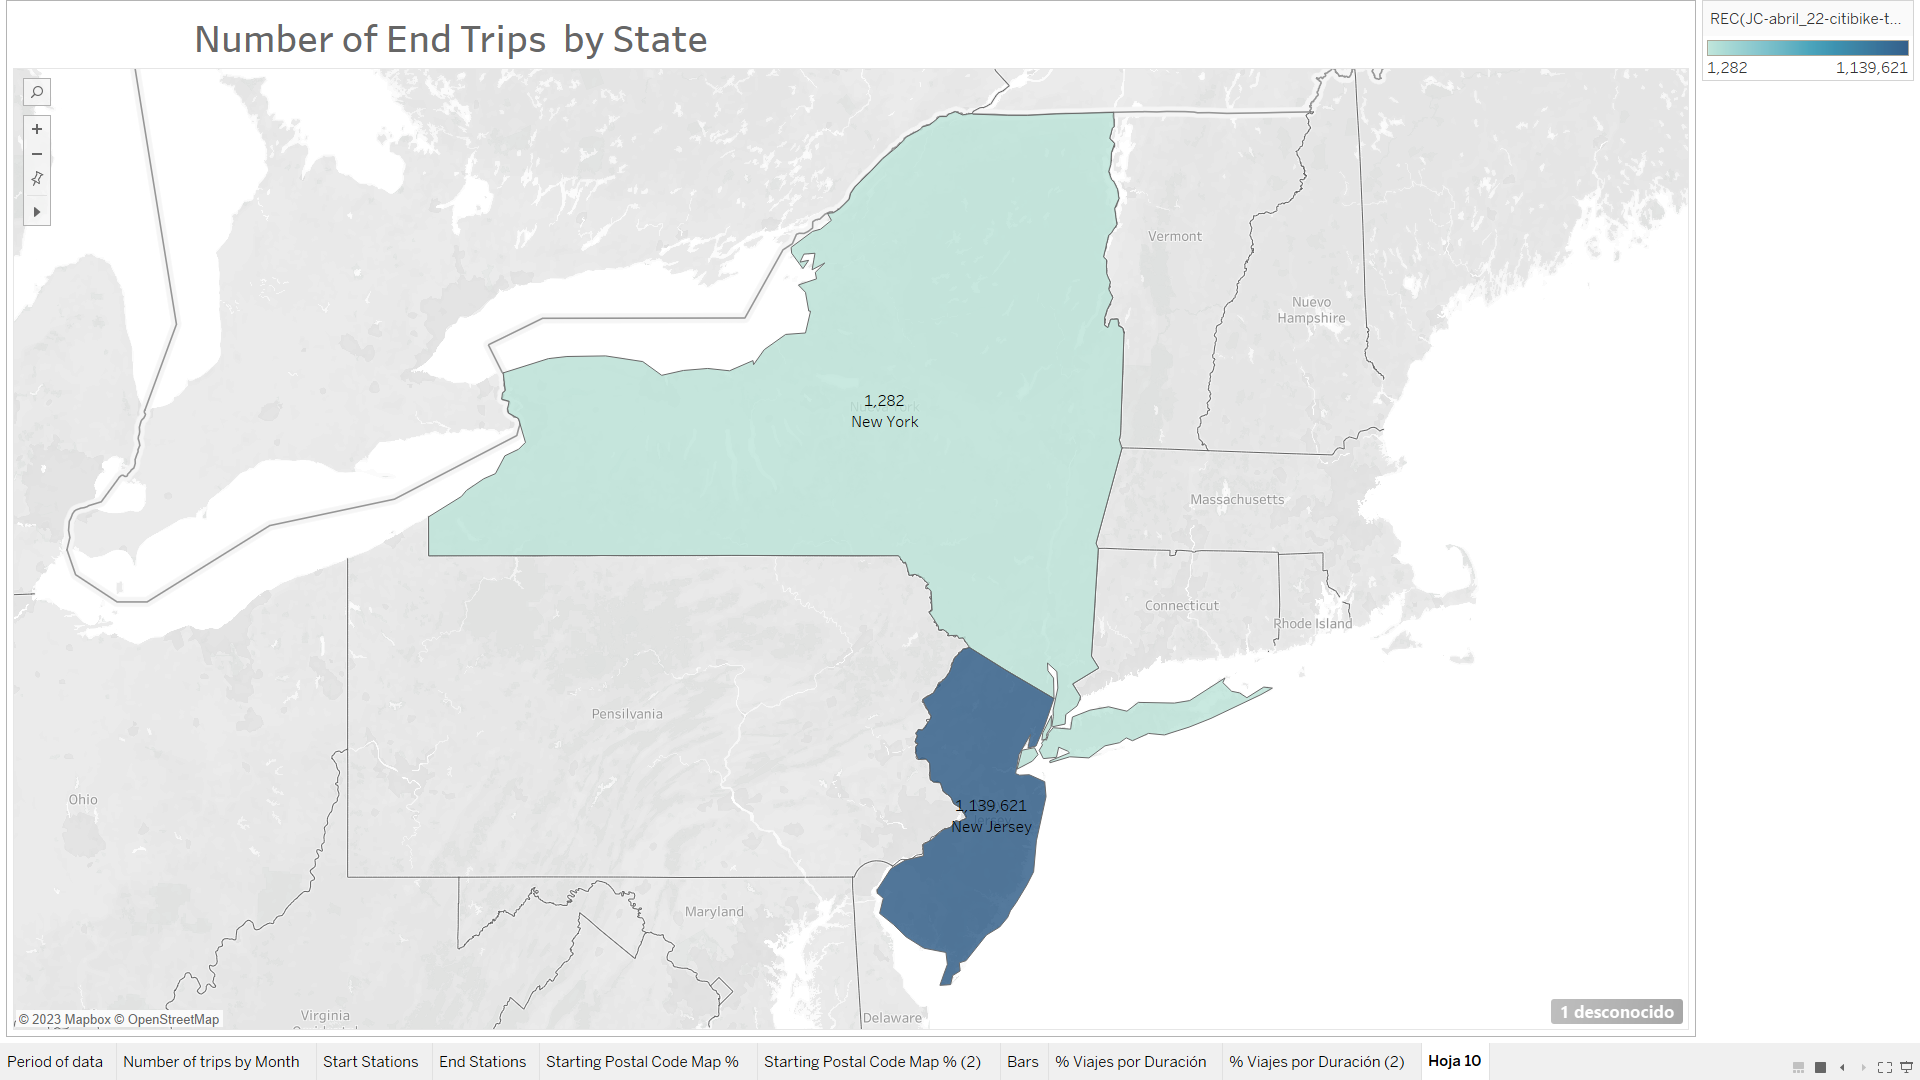 Number of End Trips by State
REC(JC-abril_22-citibike-t...
1,282
1,139,621
Vermont
Nuevo
Hampshire
1,282
New York
Massachusetts
Connecticut
Rhode Island
Pensilvania
Ohio
1,139,621
New Jersey
Maryland
Virginia
Delaware
© 2023 Mapbox © OpenStreetMap
1 desconocido
Period of data
Number of trips by Month
Start Stations
End Stations
Starting Postal Code Map %
Starting Postal Code Map % (2)
Bars
% Viajes por Duración
% Viajes por Duración (2)
Hoja 10